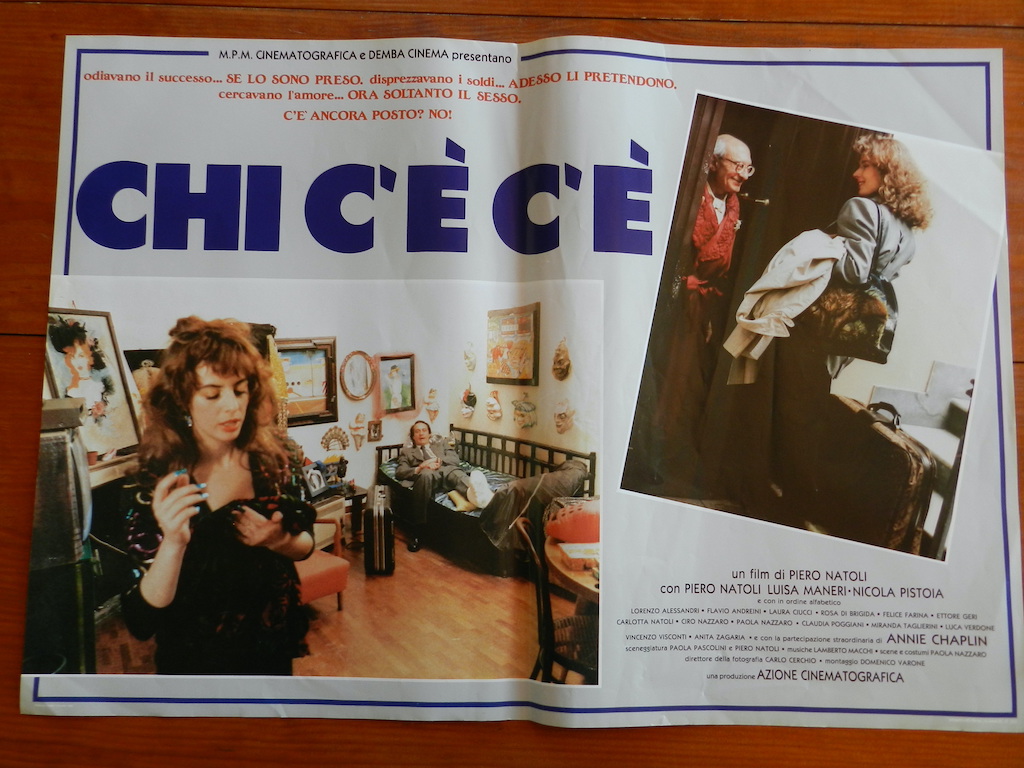 M.P.M. CINEMATOGRAFICA e DEMBA CINEMA presentano
odiavano il successo... SE LO SONO PRESO. disprezzavano i soldi... ADESSO LI PRETENDONO.
cercavano l'amore... ORA SOLTANTO IL SESSO.
C'E' ANCORA POSTO? NO!
CHI C'È C'È
un film di PIERO NATOLI
con PIERO NATOLI LUISA MANERI • NICOLA PISTOIA
e con in ordine alfabetico
LORENZO ALESSANDRI • FLAVIO ANDREINI • LAURA CIUCCI • ROSA DI BRIGIDA • FELICE FARINA • ETTORE GERI
CARLOTTA NATOLI • CIRO NAZZARO • PAOLA NAZZARO • CLAUDIA POGGIANI • MIRANDA TAGLIERINI • LUCA VERDONE
VINCENZO VISCONTI • ANITA ZAGARIA • e con la partecipazione straordinaria di ANNIE CHAPLIN
sceneggiatura PAOLA PASCOLINI e PIERO NATOLI • musiche LAMBERTO MACCHI • scene e costumi PAOLA NAZZARO
direttore della fotografia CARLO CERCHIO • montaggio DOMENICO VARONE
una produzione AZIONE CINEMATOGRAFICA